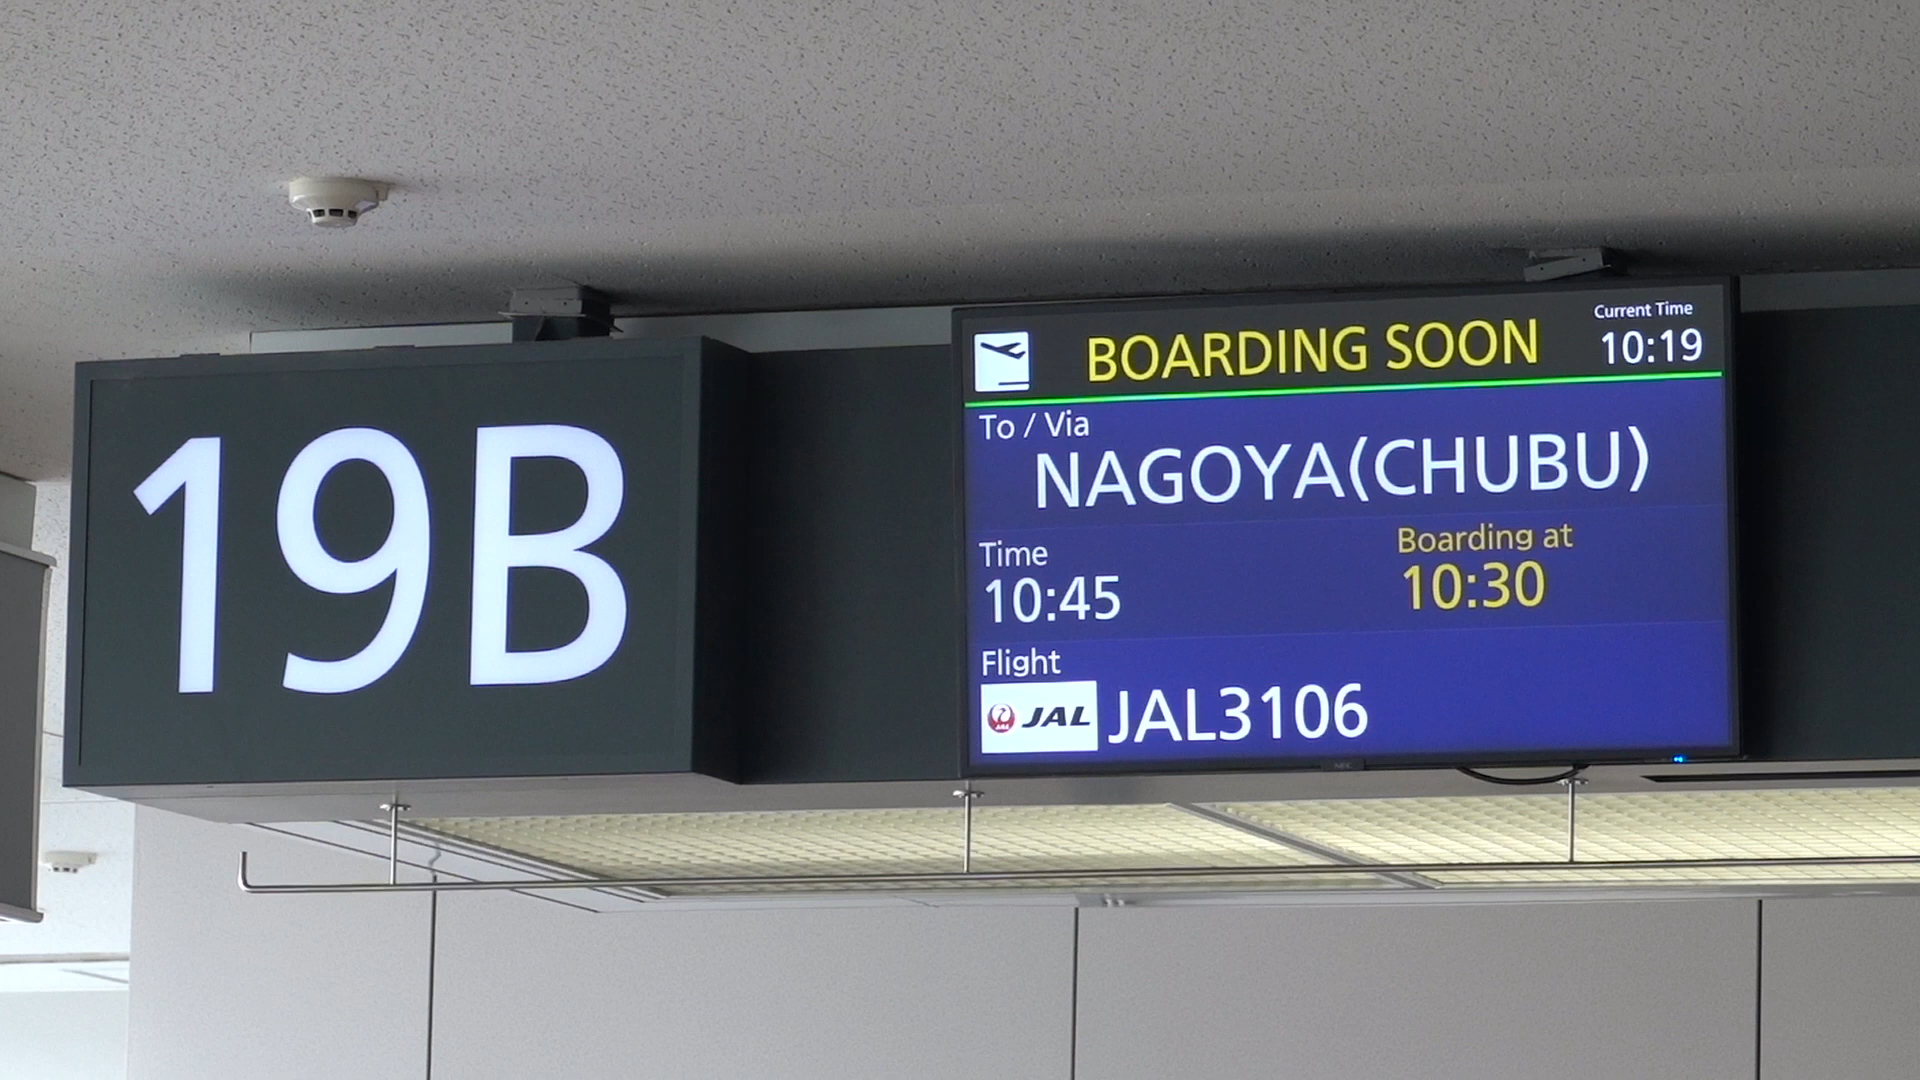 19B
BOARDING SOON
Current Time
10:19
To / Via
NAGOYA(CHUBU)
Time
10:45
Boarding at
10:30
Flight
JAL JAL3106
NEC